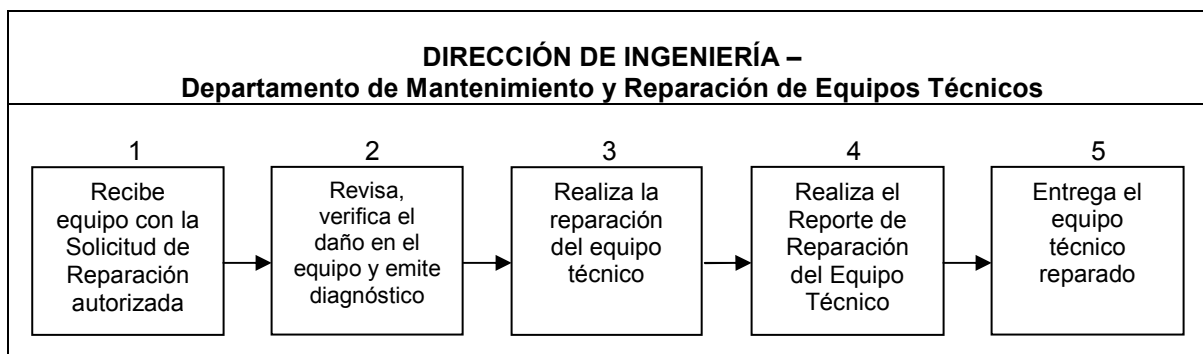 DIRECCIÓN DE INGENIERÍA –
Departamento de Mantenimiento y Reparación de Equipos Técnicos
1
Recibe
equipo con la
Solicitud de
Reparación
autorizada
2
Revisa,
verifica el
daño en el
equipo y emite
diagnóstico
3
Realiza la
reparación
del equipo
técnico
4
Realiza el
Reporte de
Reparación
del Equipo
Técnico
5
Entrega el
equipo
técnico
reparado